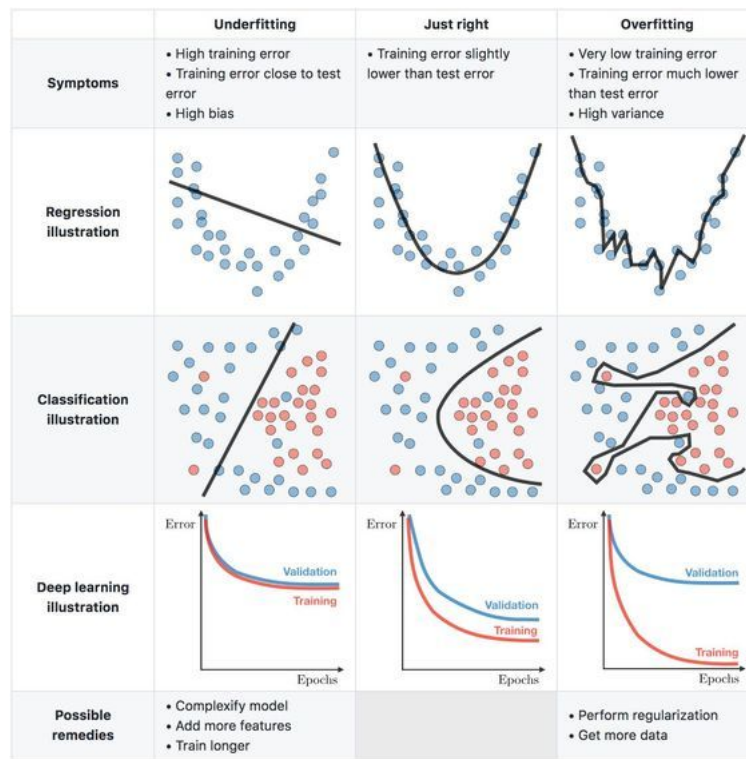 Underfitting
Just right
Overfitting
Symptoms
• High training error
• Training error close to test
error
• High bias
• Training error slightly
lower than test error
• Very low training error
• Training error much lower
than test error
• High variance
Regression
illustration
Classification
illustration
Deep learning
illustration
Error
Validation
Training
Epochs
Error
Validation
Training
Epochs
Error
Validation
Training
Epochs
Possible
remedies
• Complexify model
• Add more features
• Train longer
• Perform regularization
• Get more data